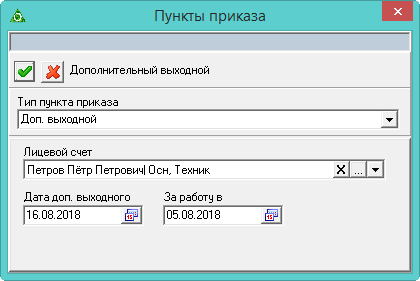 Пункты приказа
Дополнительный выходной
Тип пункта приказа
Доп. выходной
Лицевой счет
Петров Пётр Петрович| Осн, Техник
Дата доп. выходного За работу в
16.08.2018 05.08.2018